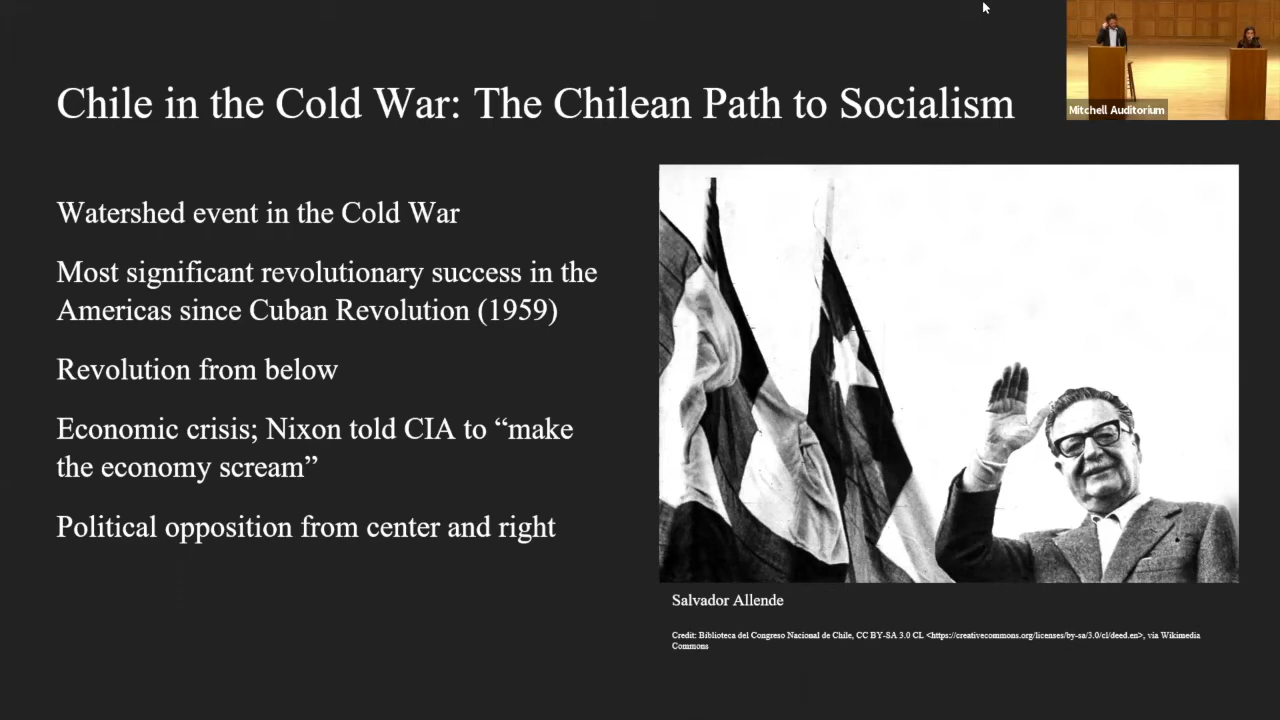 Chile in the Cold War: The Chilean Path to Socialism
Mitchell Auditorium
Watershed event in the Cold War
Most significant revolutionary success in the
Americas since Cuban Revolution (1959)
Revolution from below
Economic crisis; Nixon told CIA to “make
the economy scream”
Political opposition from center and right
Salvador Allende
Credit: Biblioteca del Congreso Nacional de Chile, CC BY-SA 3.0 CL <https://creativecommons.org/licenses/by-sa/3.0/cl/deed.en>, via Wikimedia
Commons